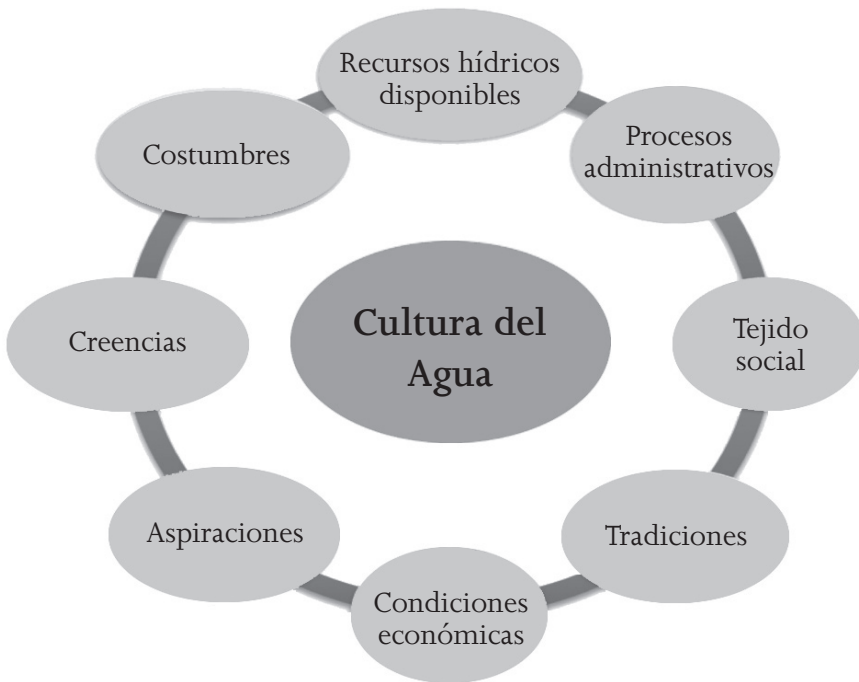 Recursos hídricos
disponibles
Procesos
administrativos
Tejido
social
Tradiciones
Condiciones
económicas
Aspiraciones
Creencias
Costumbres
Cultura del
Agua